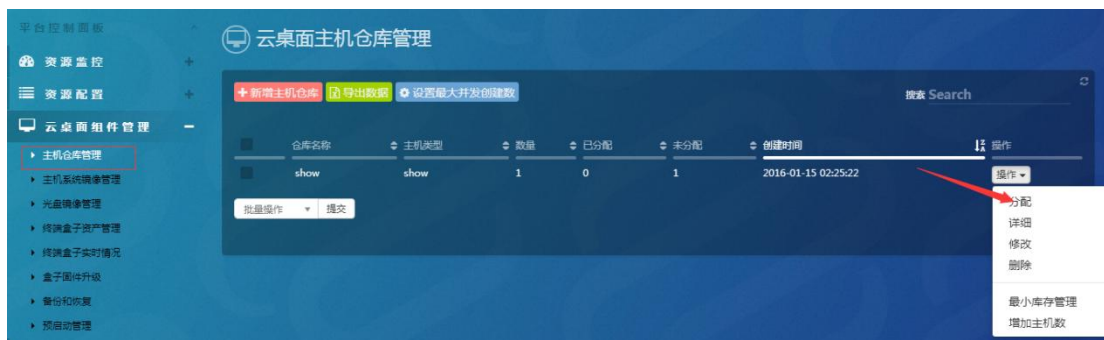 平台控制面板
资源监控
资源配置
云桌面组件管理
主机仓库管理
主机系统镜像管理
光盘镜像管理
终端盒子资产管理
终端盒子实时情况
盒子固件升级
备份和恢复
预启动管理
云桌面主机仓库管理
+新增主机仓库 导出数据 设置最大并发创建数
搜索 Search
仓库名称 主机类型 数量 已分配 未分配 创建时间 操作
show show 1 0 1 2016-01-15 02:25:22 操作
批量操作 提交
分配
详细
修改
删除
最小库存管理
增加主机数